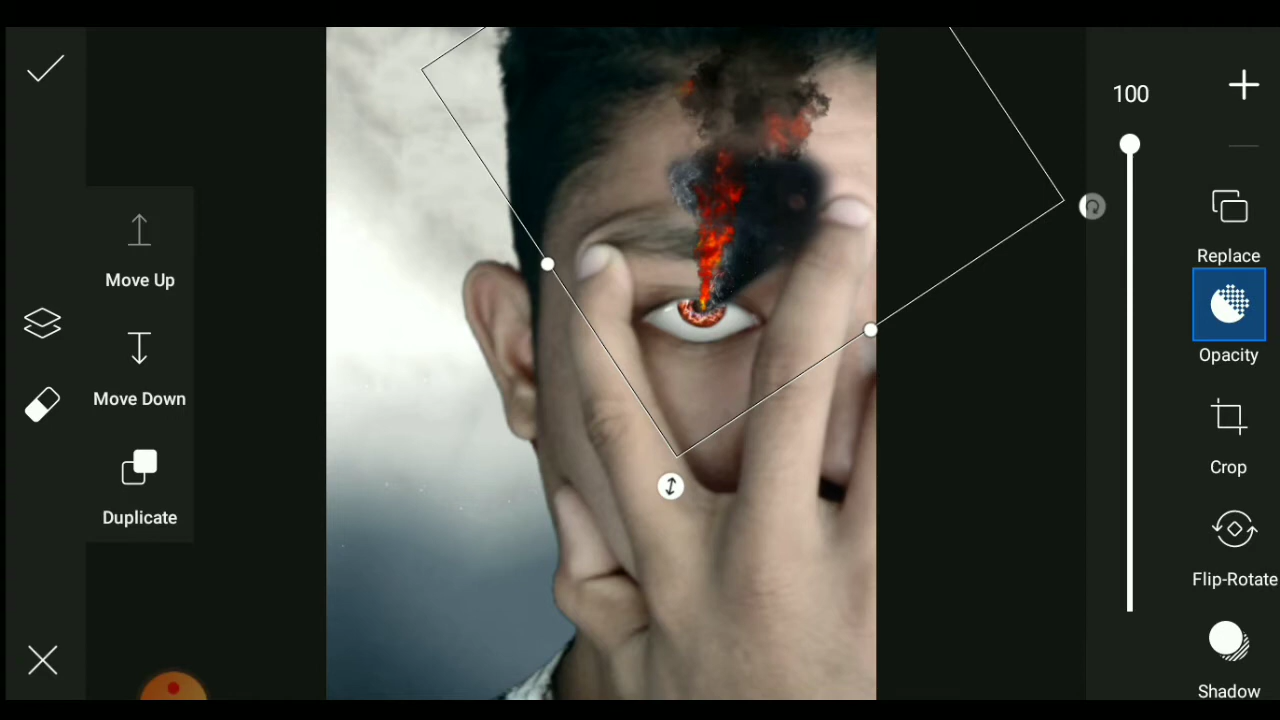 100
Move Up
Move Down
Duplicate
Replace
Opacity
Crop
Flip-Rotate
Shadow